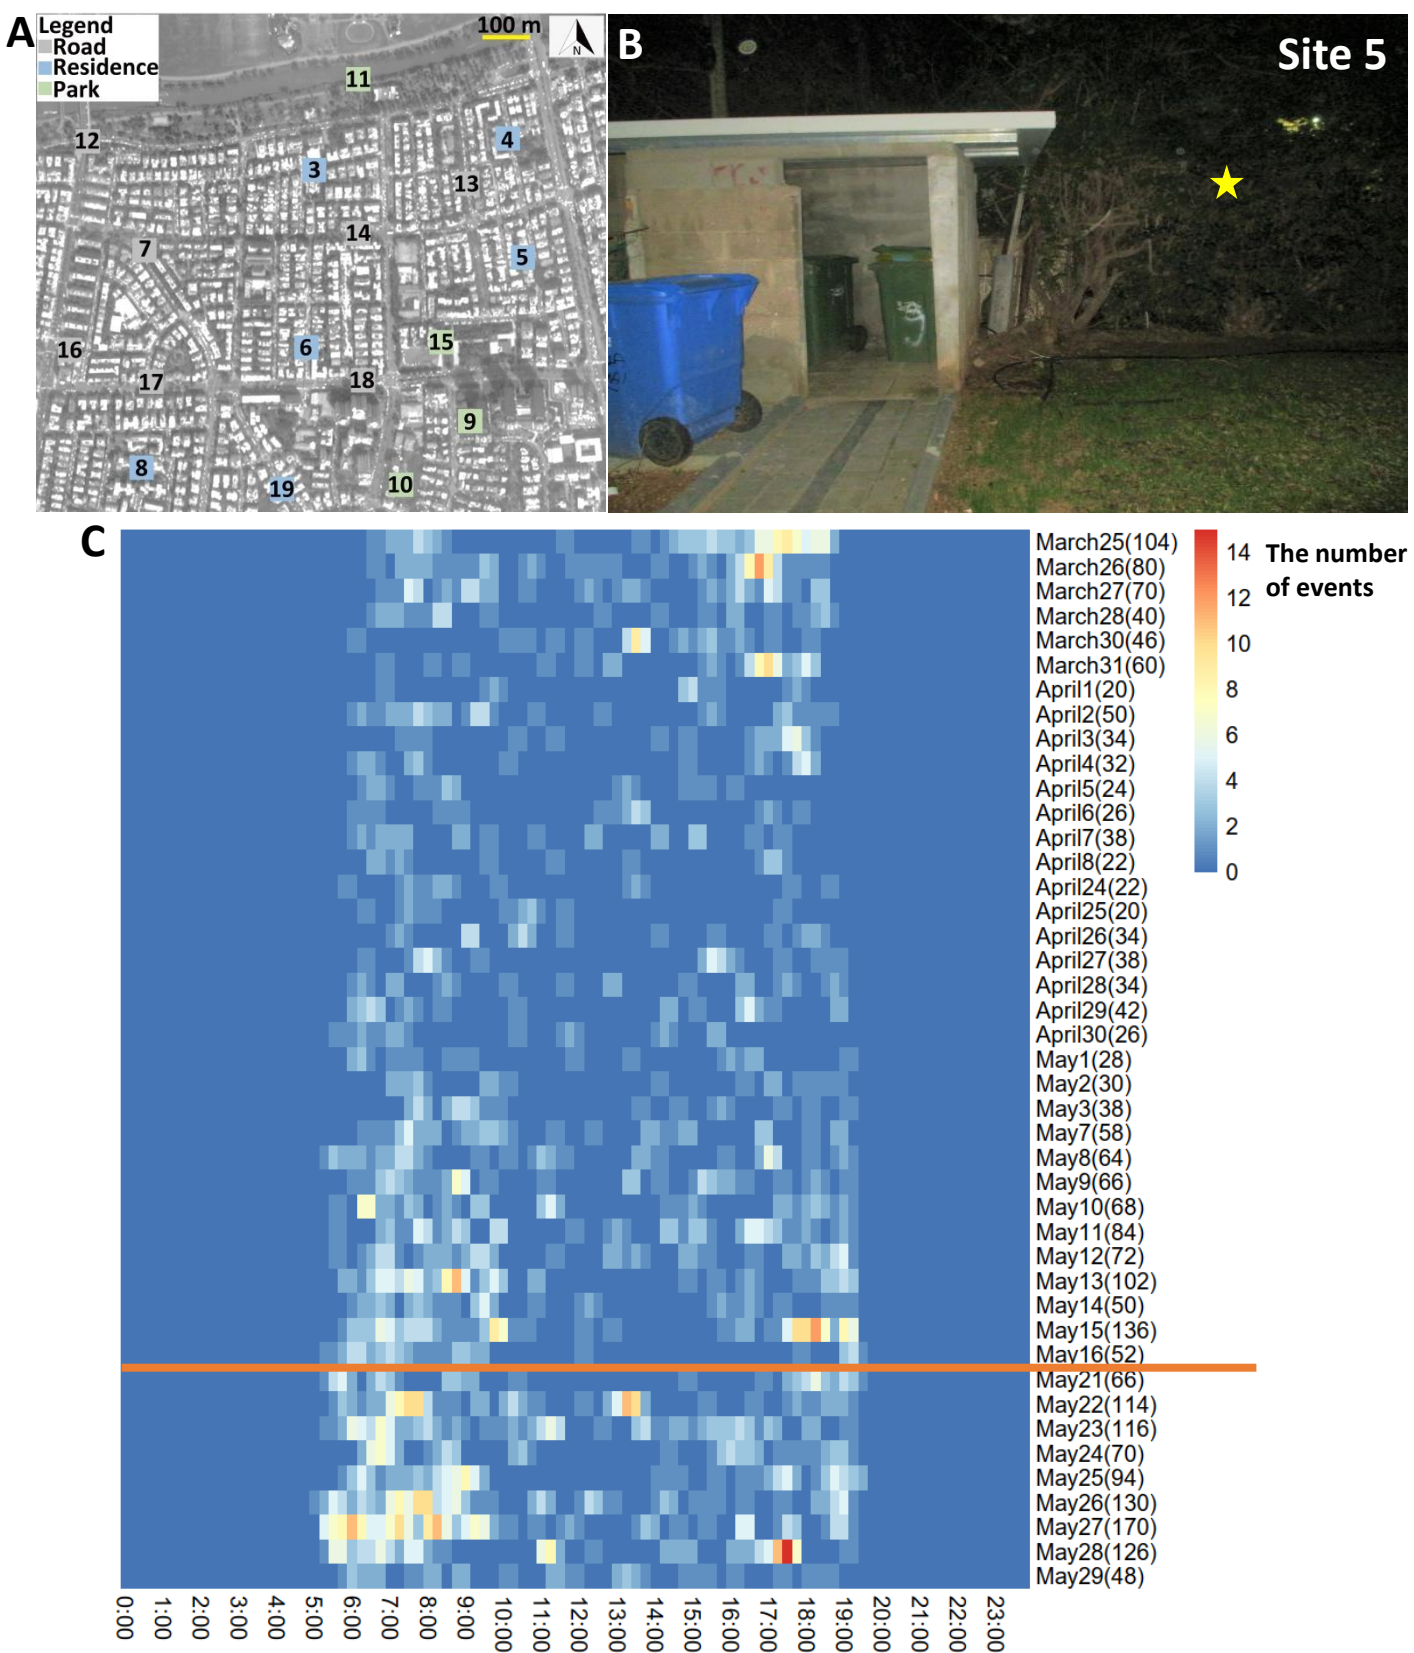 A
Legend
Road
Residence
Park
100 m
N
11
12
4
3
13
14
7
5
15
6
16
17
18
9
8
19
10
B
Site 5
C
March25(104)
March26(80)
March27(70)
March28(40)
March30(46)
March31(60)
April1(20)
April2(50)
April3(34)
April4(32)
April5(24)
April6(26)
April7(38)
April8(22)
April24(22)
April25(20)
April26(34)
April27(38)
April28(34)
April29(42)
April30(26)
May1(28)
May2(30)
May3(38)
May7(58)
May8(64)
May9(66)
May10(68)
May11(84)
May12(72)
May13(102)
May14(50)
May15(136)
May16(52)
May21(66)
May22(114)
May23(116)
May24(70)
May25(94)
May26(130)
May27(170)
May28(126)
May29(48)
14
12
10
8
6
4
2
0
The number
of events
0:00
1:00
2:00
3:00
4:00
5:00
6:00
7:00
8:00
9:00
10:00
11:00
12:00
13:00
14:00
15:00
16:00
17:00
18:00
19:00
20:00
21:00
22:00
23:00